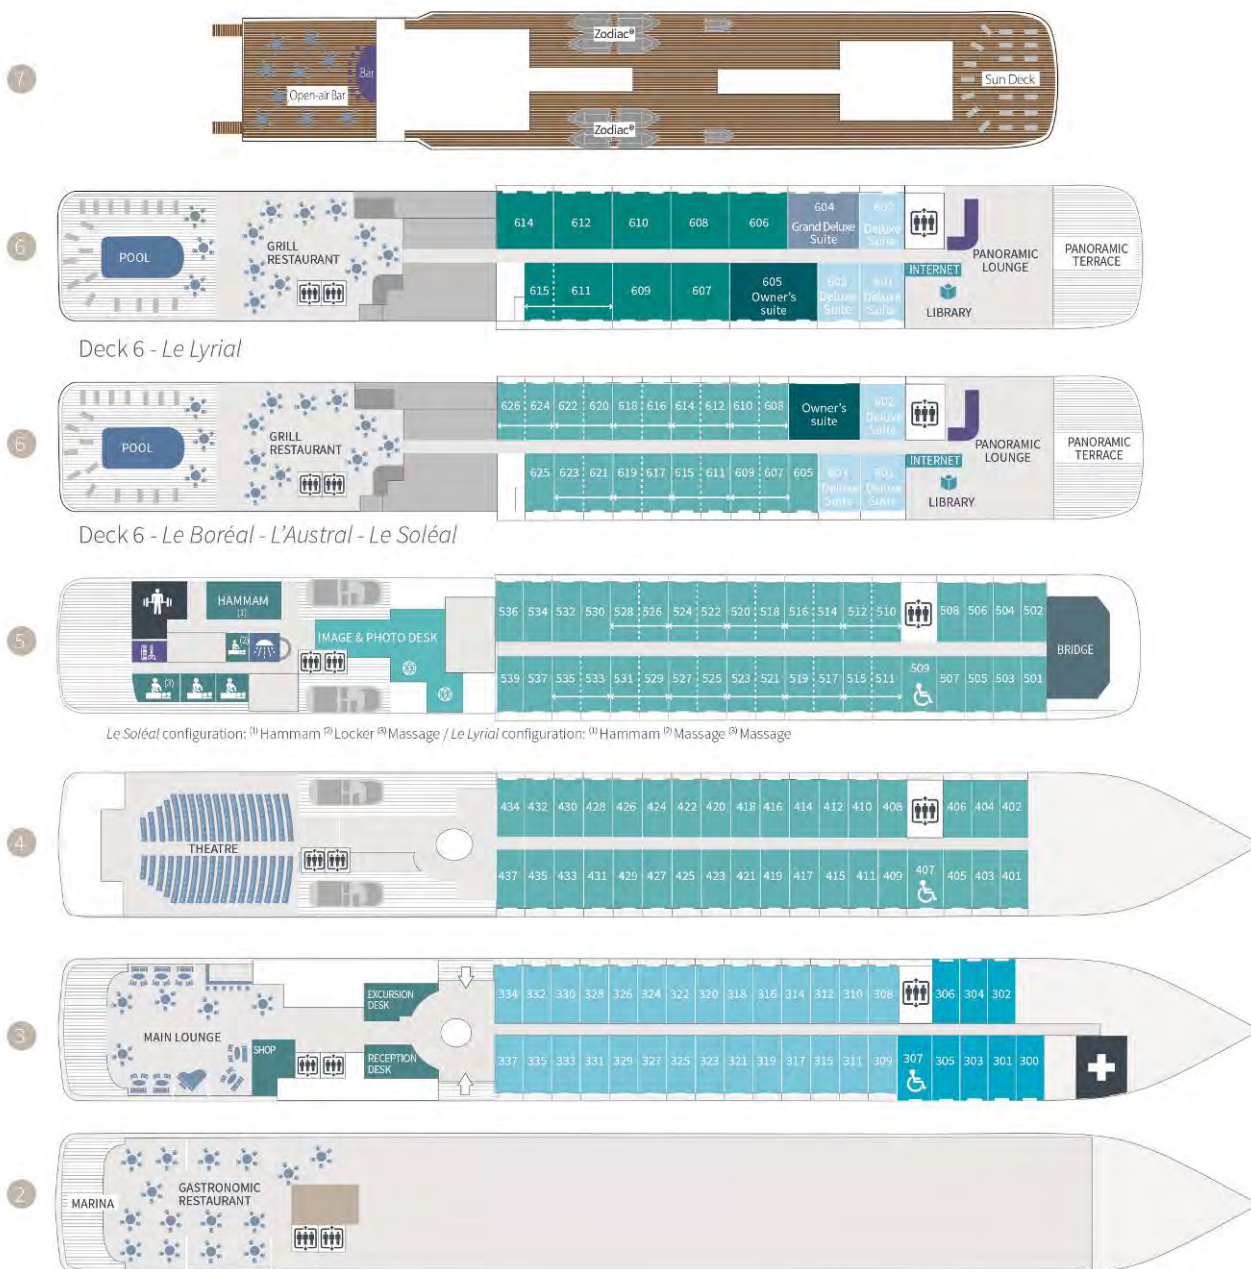 7
Zodiac®
Bar
Open-air Bar
Sun Deck
Zodiac®
6
614 612 610 608 606 604 602
Grand Deluxe Suite
Deluxe Suite
POOL
GRILL
RESTAURANT
PANORAMIC
LOUNGE
PANORAMIC
TERRACE
INTERNET
LIBRARY
615 611 609 607 605 603 601
Owner's
suite
Deluxe Suite
Deluxe Suite
Deck 6 - Le Lyrial
6
626 624 622 620 618 616 614 612 610 608 Owner's suite 602
Deluxe Suite
POOL
GRILL
RESTAURANT
PANORAMIC
LOUNGE
PANORAMIC
TERRACE
INTERNET
LIBRARY
625 623 621 619 617 615 611 609 607 605 603 601
Deluxe Suite
Deluxe Suite
Deck 6 - Le Boréal - L'Austral - Le Soléal
5
HAMMAM
(1)
(2)
(3)
IMAGE & PHOTO DESK
536 534 532 530 528 526 524 522 520 518 516 514 512 510 508 506 504 502
BRIDGE
539 537 535 533 531 529 527 525 523 521 519 517 515 511 509 507 505 503 501
Le Soléal configuration: (1) Hammam (2) Locker (3) Massage / Le Lyrial configuration: (1) Hammam (2) Massage (3) Massage
4
THEATRE
434 432 430 428 426 424 422 420 418 416 414 412 410 408 406 404 402
437 435 433 431 429 427 425 423 421 419 417 415 411 409 407 405 403 401
3
MAIN LOUNGE
EXCURSION
DESK
SHOP
RECEPTION
DESK
334 332 330 328 326 324 322 320 318 316 314 312 310 308 306 304 302
337 335 333 331 329 327 325 323 321 319 317 315 311 309 307 305 303 301 300
2
MARINA
GASTRONOMIC
RESTAURANT